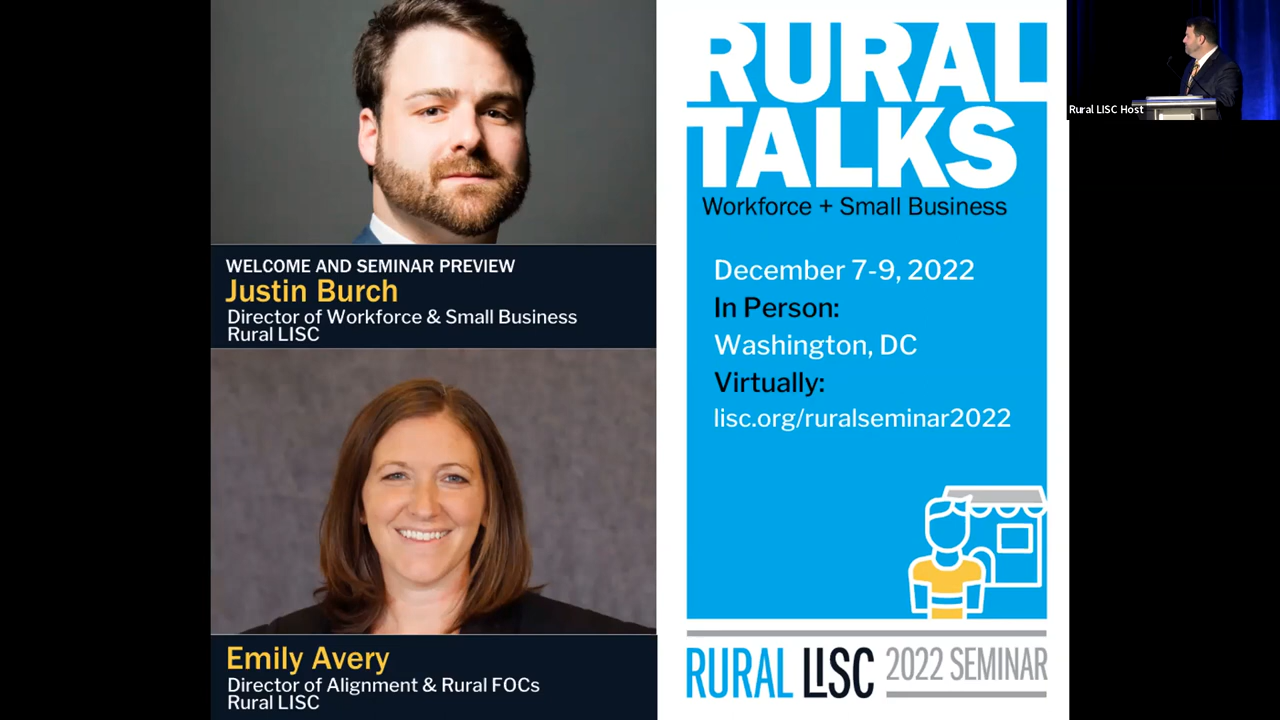 WELCOME AND SEMINAR PREVIEW
Justin Burch
Director of Workforce & Small Business
Rural LISC
Emily Avery
Director of Alignment & Rural FOCs
Rural LISC
RURAL
TALKS
Workforce + Small Business
December 7-9, 2022
In Person:
Washington, DC
Virtually:
lisc.org/ruralseminar2022
RURAL LISC 2022 SEMINAR
Rural LISC Host